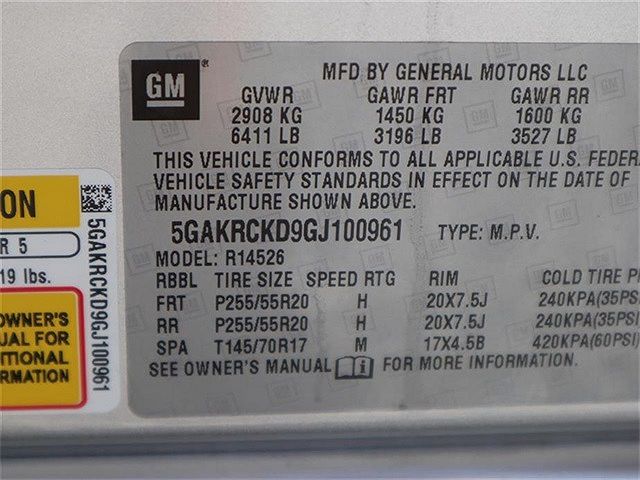 GM
MFD BY GENERAL MOTORS LLC
GVWR GAWR FRT GAWR RR
2908 KG 1450 KG 1600 KG
6411 LB 3196 LB 3527 LB
THIS VEHICLE CONFORMS TO ALL APPLICABLE U.S. FEDER
VEHICLE SAFETY STANDARDS IN EFFECT ON THE DATE OF
MANUFACTURE SHOWN ABOVE.
5GAKRCKD9GJ100961 TYPE: M.P.V.
MODEL: R14526
RBBL TIRE SIZE SPEED RTG RIM COLD TIRE P
FRT P255/55R20 H 20X7.5J 240KPA(35PS
RR P255/55R20 H 20X7.5J 240KPA(35PSI
SPA T145/70R17 M 17X4.5B 420KPA(60PSI)
SEE OWNER'S MANUAL i FOR MORE INFORMATION.
ON
R 5
19 lbs.
OWNER'S
UAL FOR
ITIONAL
RMATION
5GAKRCKD9GJ100961